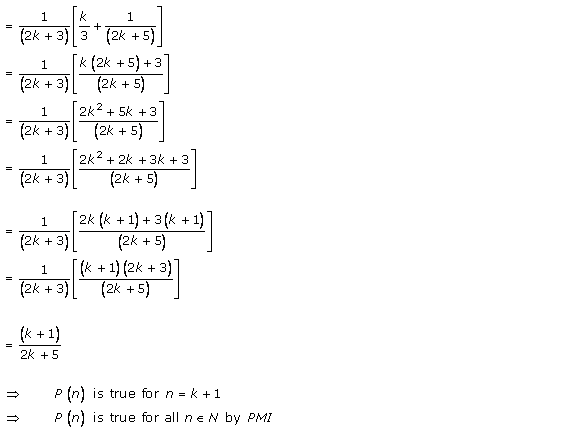 = 1/(2k + 3) [k/3 + 1/(2k + 5)]
= 1/(2k + 3) [(k (2k + 5) + 3)/(2k + 5)]
= 1/(2k + 3) [(2k² + 5k + 3)/(2k + 5)]
= 1/(2k + 3) [(2k² + 2k + 3k + 3)/(2k + 5)]
= 1/(2k + 3) [(2k (k + 1) + 3 (k + 1))/(2k + 5)]
= 1/(2k + 3) [((k + 1) (2k + 3))/(2k + 5)]
= (k + 1)/(2k + 5)
⇒ P (n) is true for n = k + 1
⇒ P (n) is true for all n ∈ N by PMI